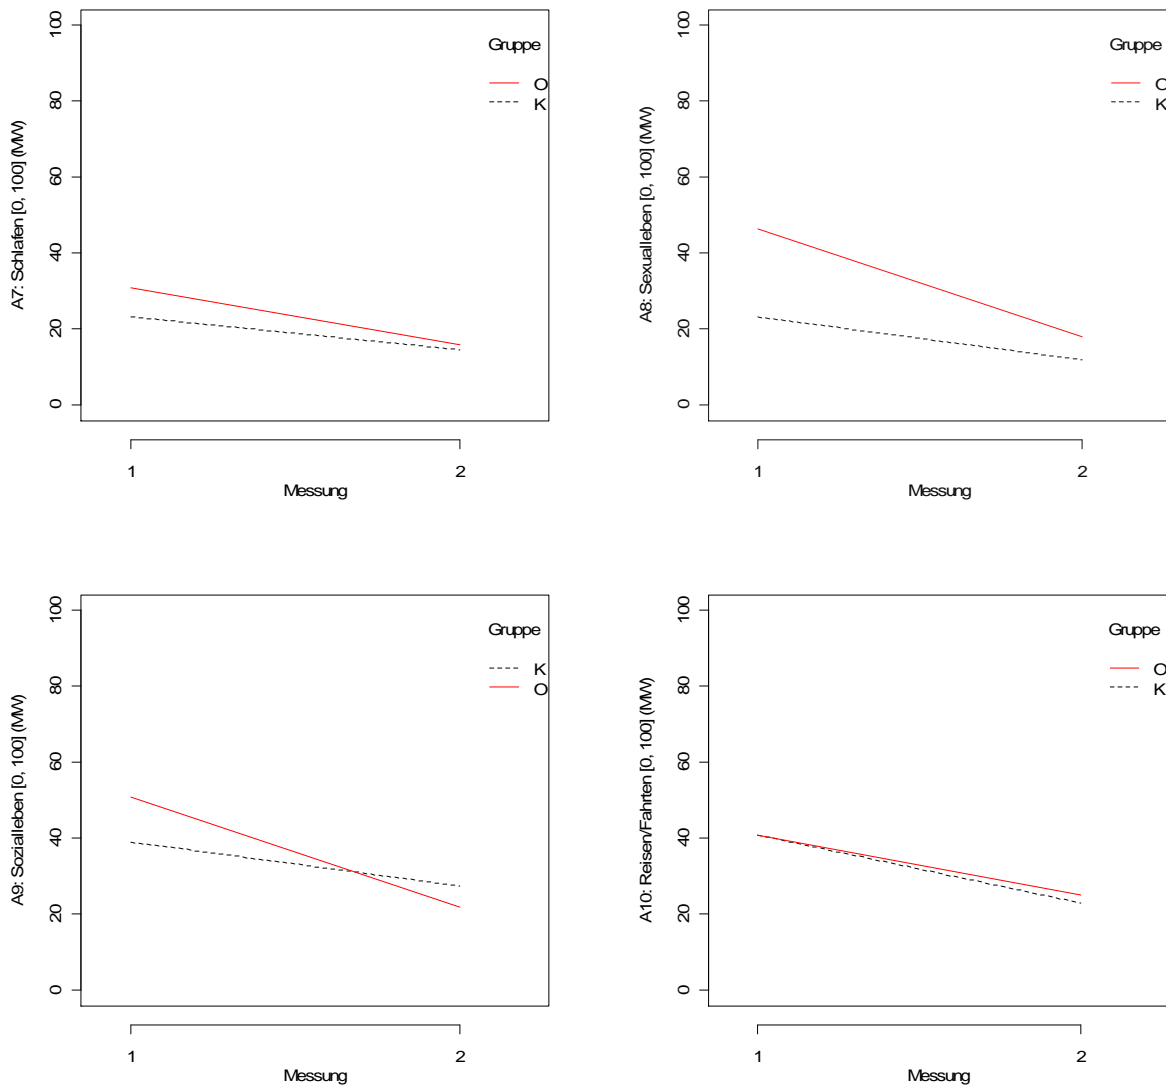 A7: Schlafen [0, 100] (MW)
100
80
60
40
20
0
Gruppe
O
K
1
2
Messung
A8: Sexualleben [0, 100] (MW)
100
80
60
40
20
0
Gruppe
O
K
1
2
Messung
A9: Sozialleben [0, 100] (MW)
100
80
60
40
20
0
Gruppe
K
O
1
2
Messung
A10: Reisen/Fahrten [0, 100] (MW)
100
80
60
40
20
0
Gruppe
O
K
1
2
Messung